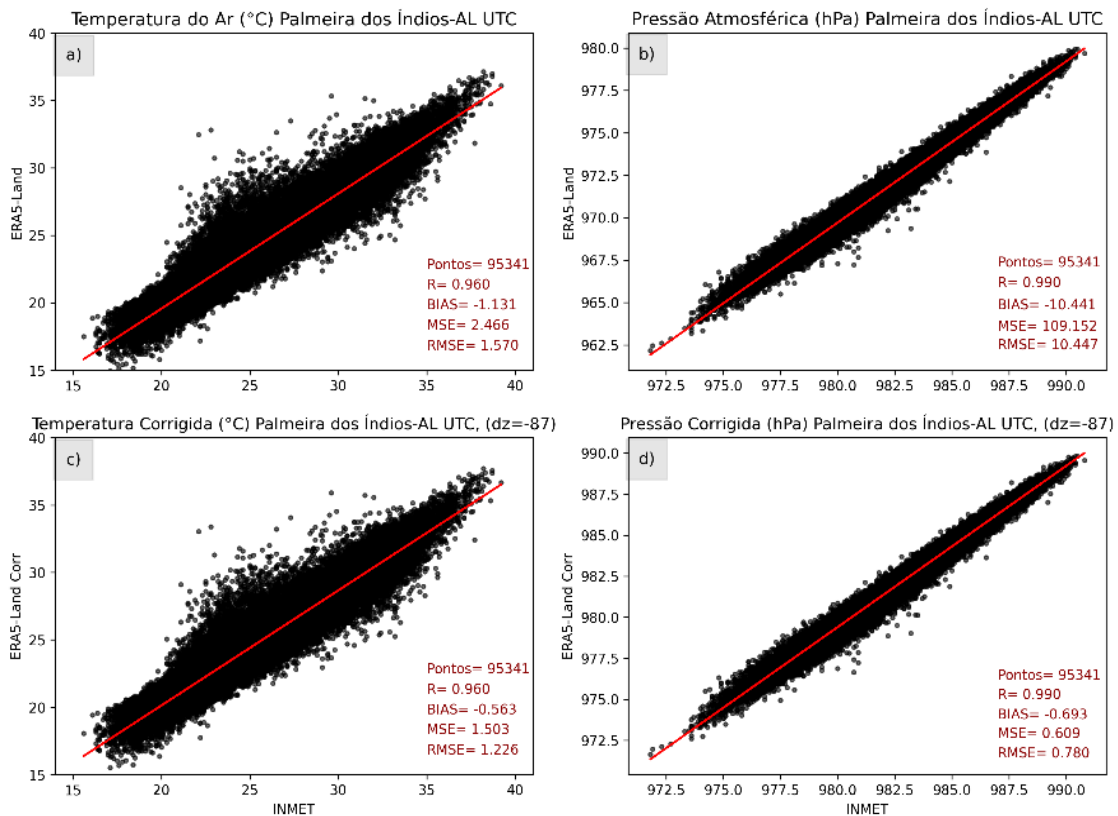 Temperatura do Ar (°C) Palmeira dos Índios-AL UTC
a)
40
35
30
25
20
15
ERA5-Land
Pontos= 95341
R= 0.960
BIAS= -1.131
MSE= 2.466
RMSE= 1.570
15 20 25 30 35 40
Pressão Atmosférica (hPa) Palmeira dos Índios-AL UTC
b)
980.0
977.5
975.0
972.5
970.0
967.5
965.0
962.5
ERA5-Land
Pontos= 95341
R= 0.990
BIAS= -10.441
MSE= 109.152
RMSE= 10.447
972.5 975.0 977.5 980.0 982.5 985.0 987.5 990.0
Temperatura Corrigida (°C) Palmeira dos Índios-AL UTC, (dz=-87)
c)
40
35
30
25
20
15
ERA5-Land Corr
Pontos= 95341
R= 0.960
BIAS= -0.563
MSE= 1.503
RMSE= 1.226
15 20 25 30 35 40
INMET
Pressão Corrigida (hPa) Palmeira dos Índios-AL UTC, (dz=-87)
d)
990.0
987.5
985.0
982.5
980.0
977.5
975.0
972.5
ERA5-Land Corr
Pontos= 95341
R= 0.990
BIAS= -0.693
MSE= 0.609
RMSE= 0.780
972.5 975.0 977.5 980.0 982.5 985.0 987.5 990.0
INMET